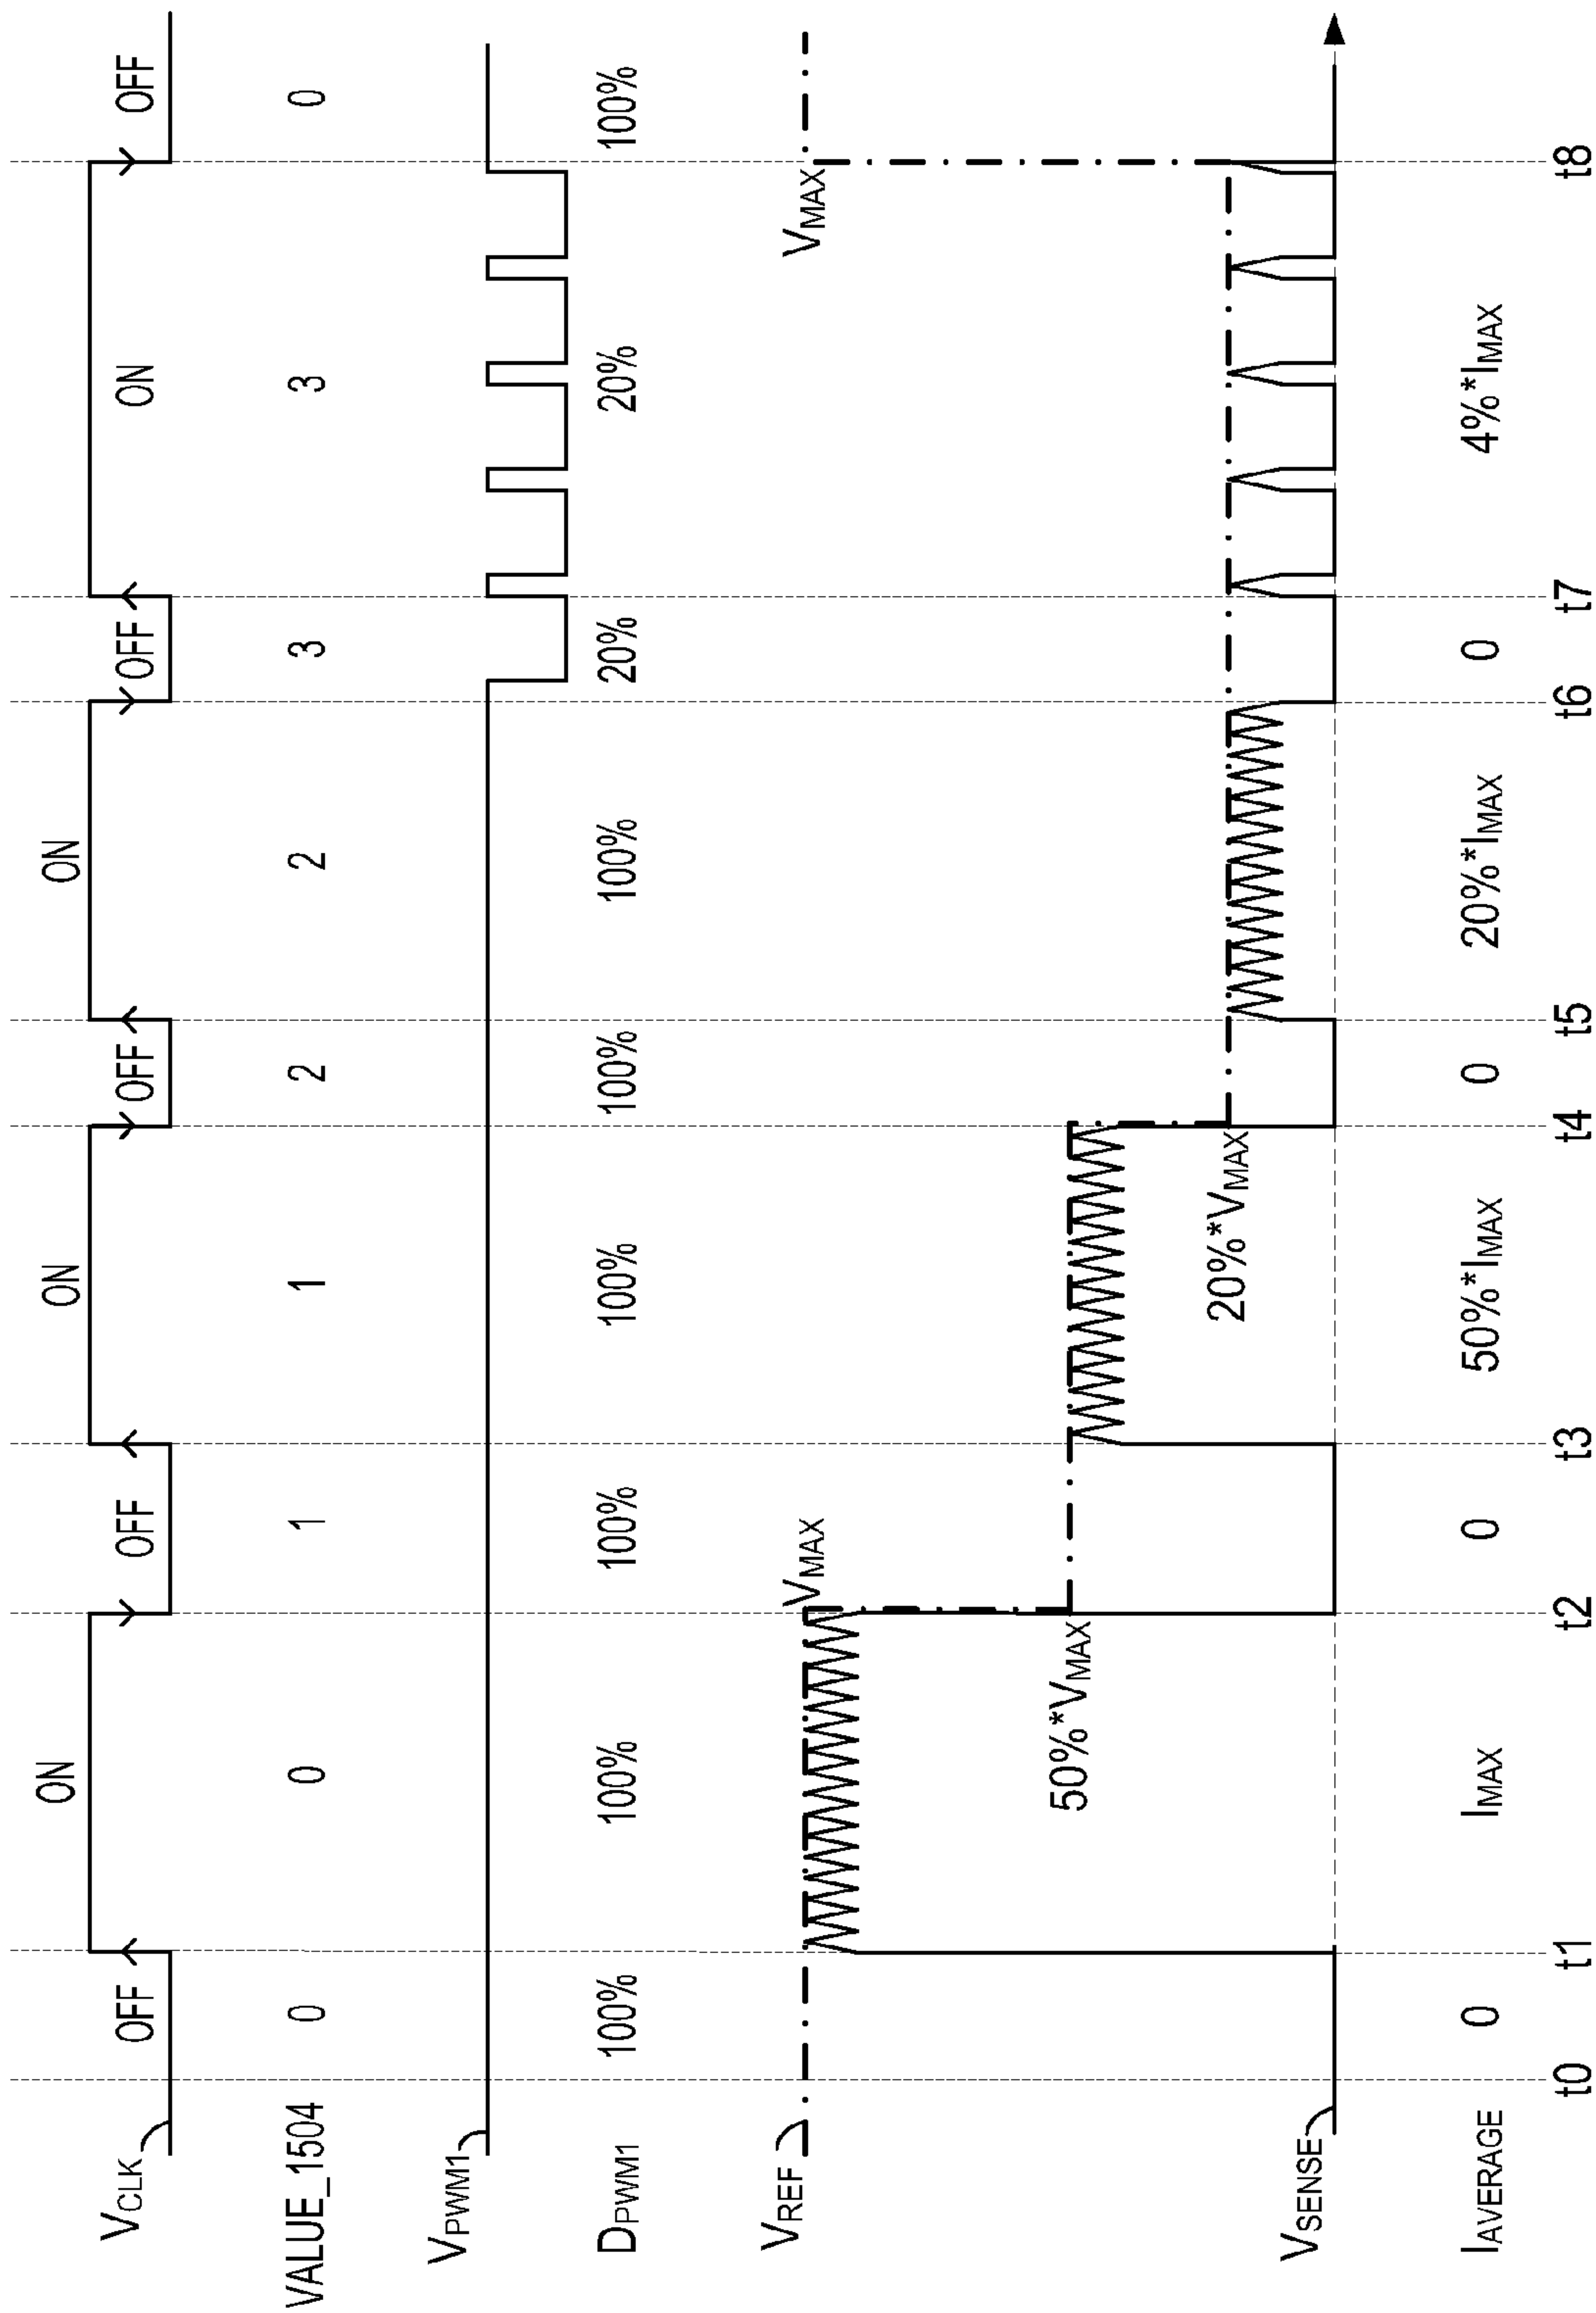 VCLK OFF ON OFF ON OFF ON OFF ON OFF
VALUE_1504 0 0 1 1 2 2 3 3 0
VPWM1
DPWM1 100% 100% 100% 100% 100% 100% 20% 20% 100%
VREF VMAX VMAX
50%*VMAX
20%*VMAX
VSENSE
IAVERAGE 0 IMAX 0 50%*IMAX 0 20%*IMAX 0 4%*IMAX
t0 t1 t2 t3 t4 t5 t6 t7 t8